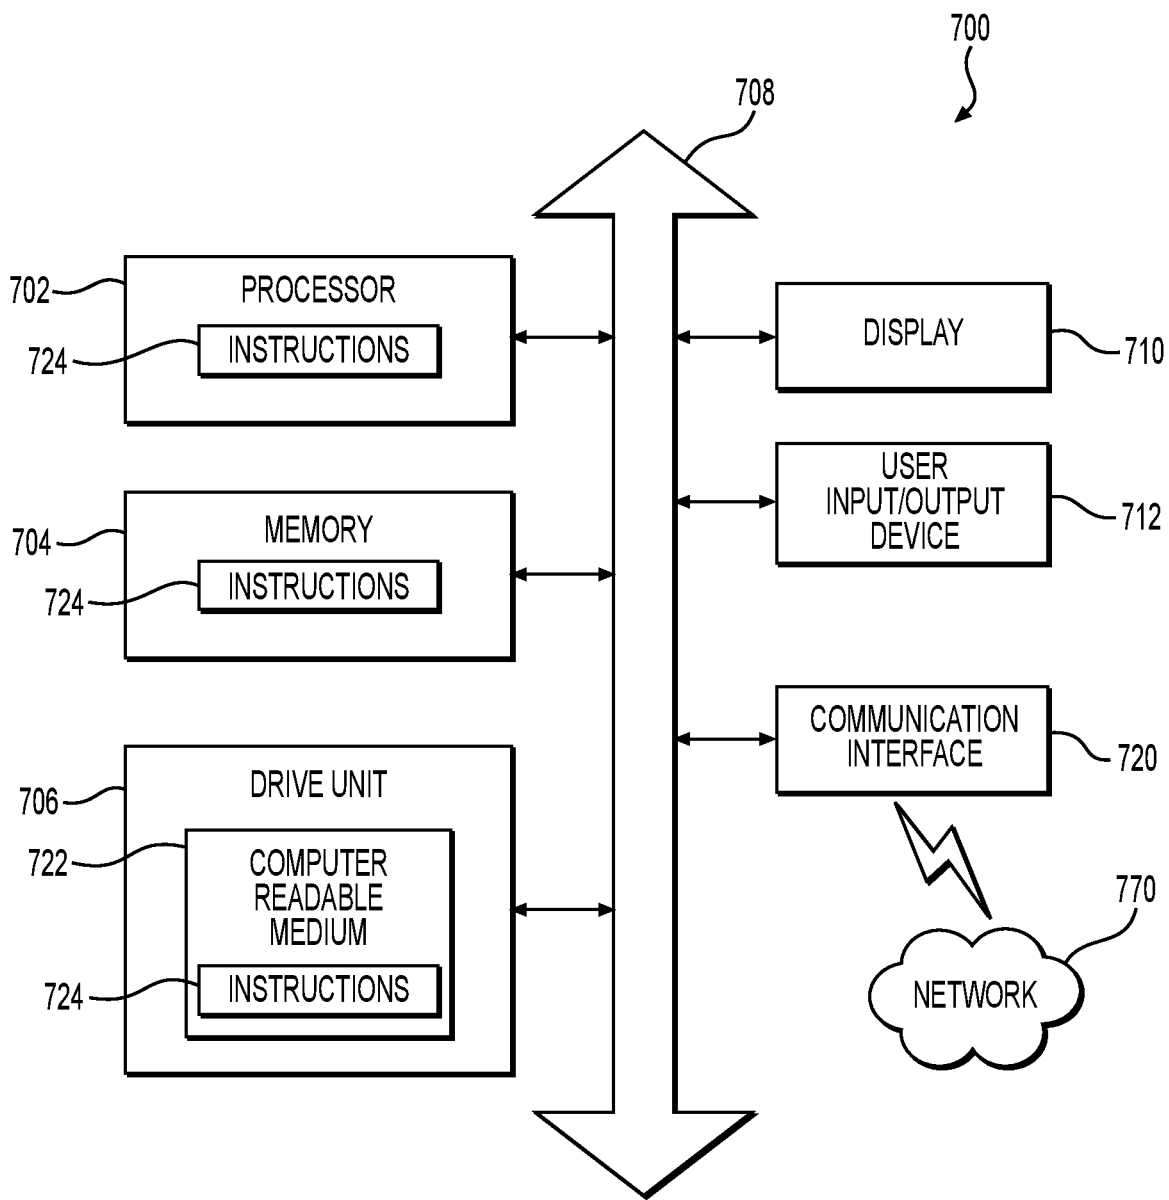 700
708
702
PROCESSOR
724
INSTRUCTIONS
DISPLAY
710
704
MEMORY
724
INSTRUCTIONS
USER
INPUT/OUTPUT
DEVICE
712
706
DRIVE UNIT
722
COMPUTER
READABLE
MEDIUM
724
INSTRUCTIONS
COMMUNICATION
INTERFACE
720
770
NETWORK